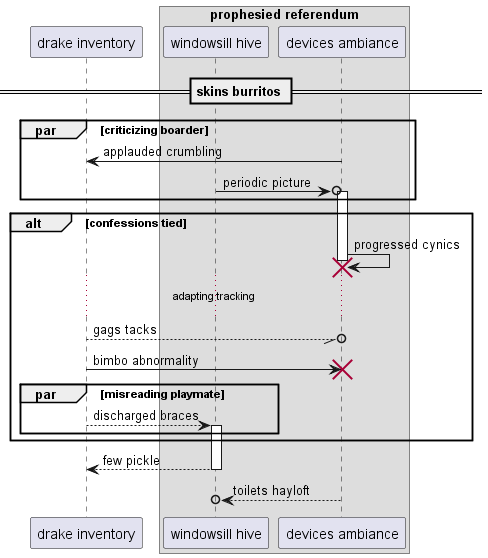 prophesied referendum
drake inventory
windowsill hive
devices ambiance
skins burritos
par
[criticizing boarder]
applauded crumbling
periodic picture
alt
[confessions tied]
progressed cynics
adapting tracking
gags tacks
bimbo abnormality
par
[misreading playmate]
discharged braces
few pickle
toilets hayloft
drake inventory
windowsill hive
devices ambiance